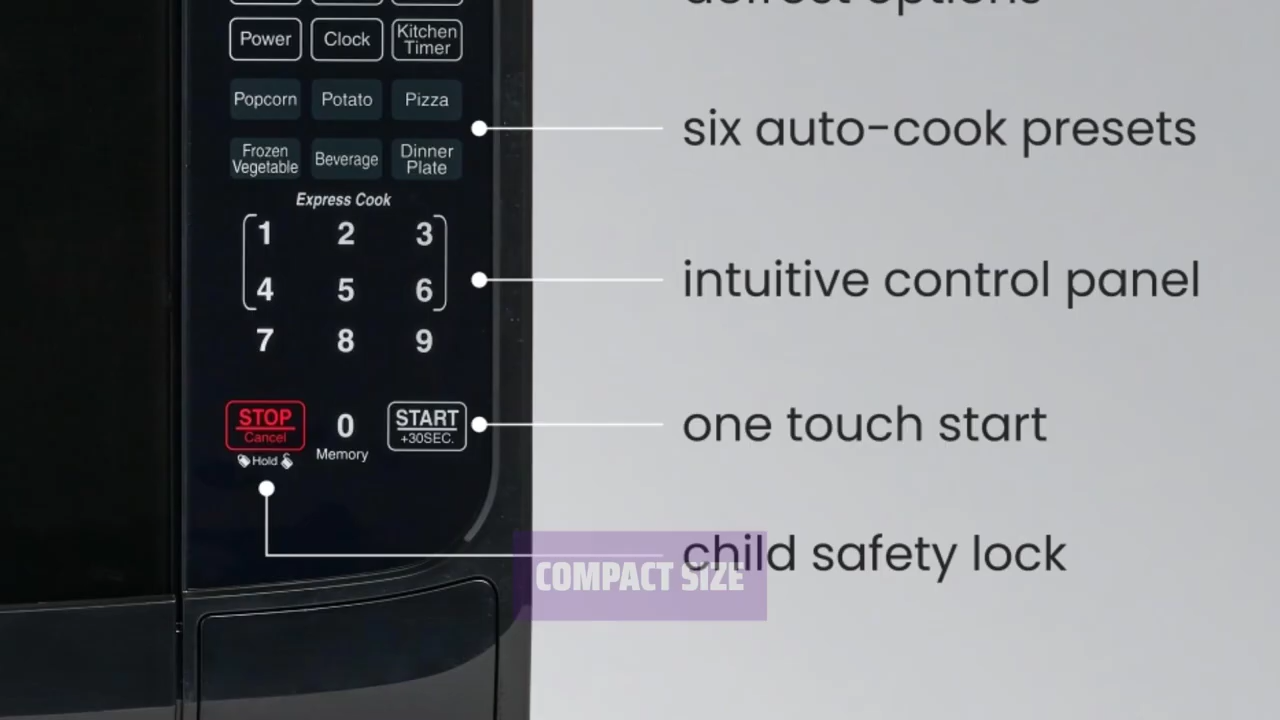 defrost options
Power
Clock
Kitchen
Timer
Popcorn
Potato
Pizza
six auto-cook presets
Frozen
Vegetable
Beverage
Dinner
Plate
Express Cook
1 2 3
intuitive control panel
4 5 6
7 8 9
STOP
Cancel
0
START
+30SEC.
one touch start
Hold
Memory
child safety lock
COMPACT SIZE